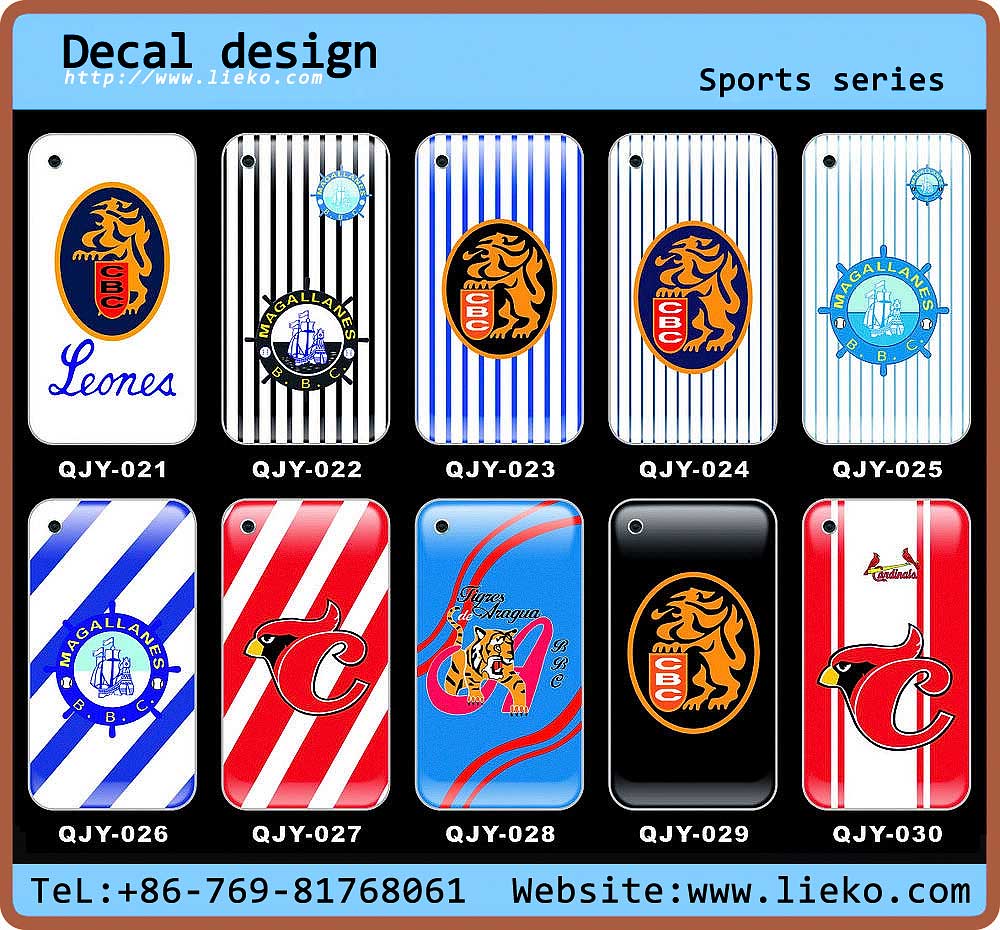 Decal design
http://www.lieko.com
Sports series
CBC
Leones
MAGALLANES
B. B. C.
MAGALLANES
B. B. C.
CBC
CBC
MAGALLANES
B. B. C.
QJY-021 QJY-022 QJY-023 QJY-024 QJY-025
MAGALLANES
B. B. C.
C
Tigres
de Aragua
BBC
CBC
Cardinals
C
QJY-026 QJY-027 QJY-028 QJY-029 QJY-030
TeL:+86-769-81768061 Website:www.lieko.com